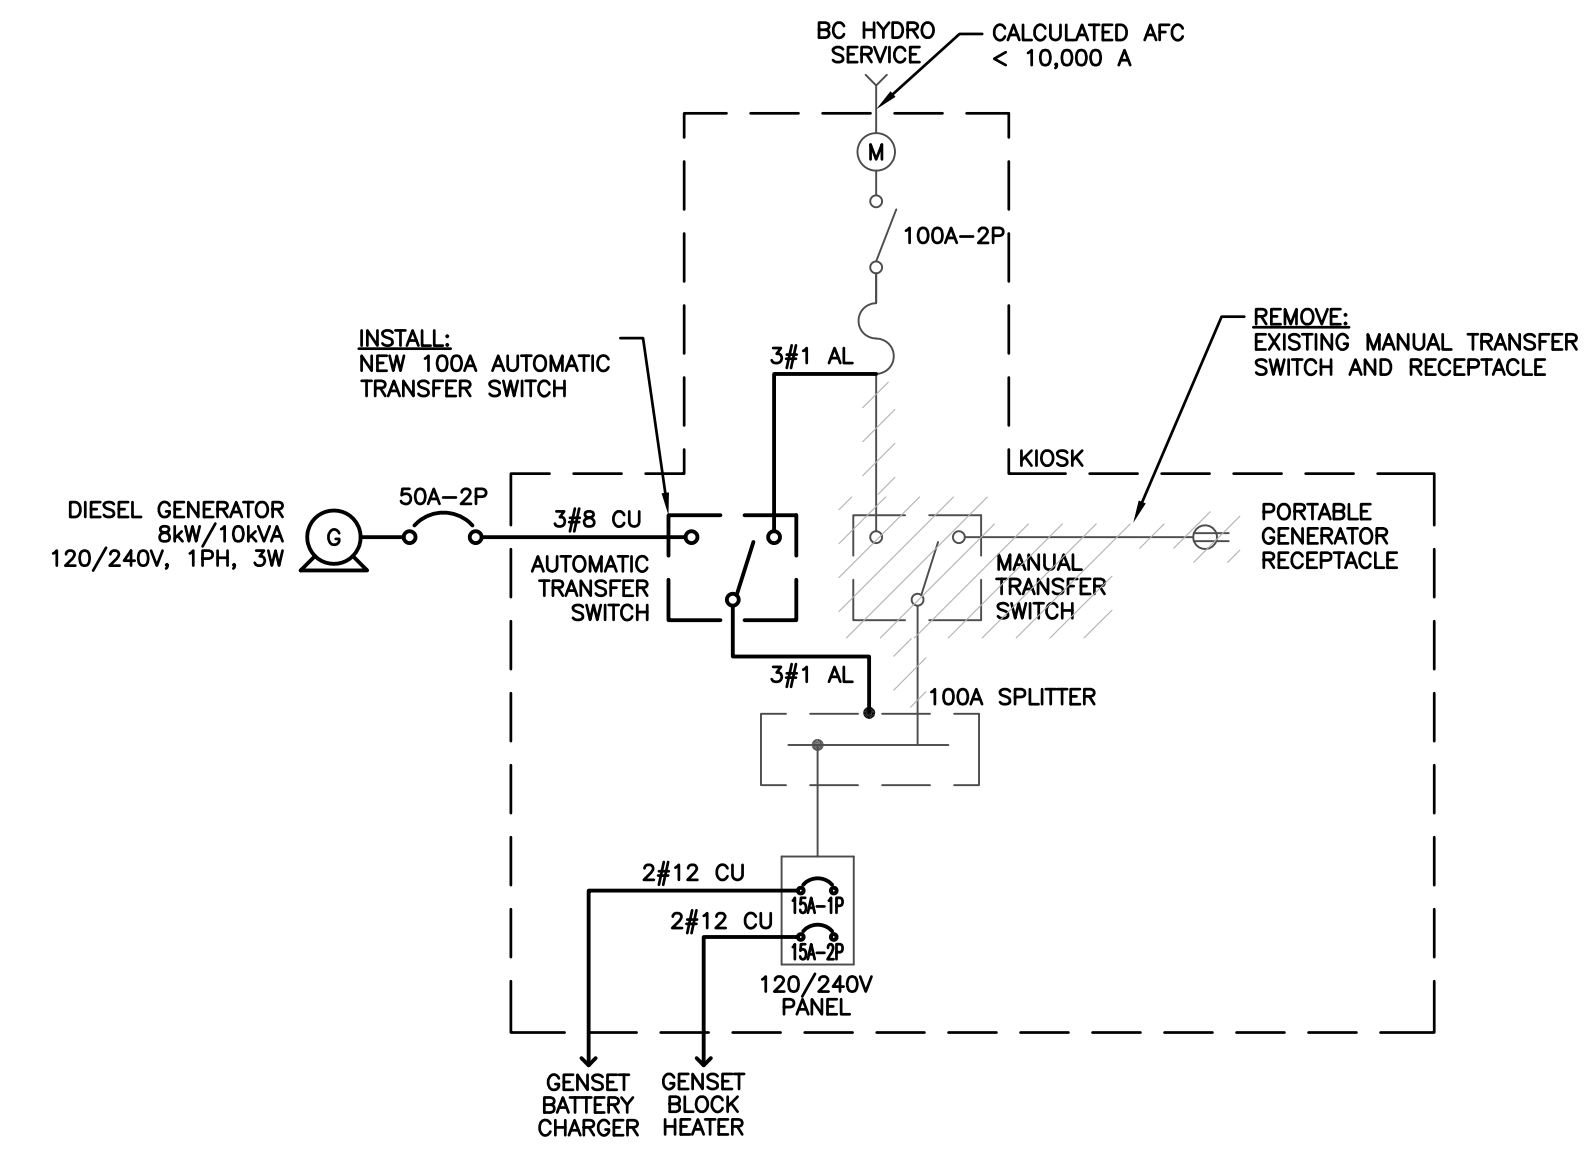 BC HYDRO
SERVICE
CALCULATED AFC
< 10,000 A
M
100A-2P
INSTALL:
NEW 100A AUTOMATIC
TRANSFER SWITCH
3#1 AL
REMOVE:
EXISTING MANUAL TRANSFER
SWITCH AND RECEPTACLE
KIOSK
DIESEL GENERATOR
8kW/10kVA
120/240V, 1PH, 3W
G
50A-2P
3#8 CU
AUTOMATIC
TRANSFER
SWITCH
MANUAL
TRANSFER
SWITCH
PORTABLE
GENERATOR
RECEPTACLE
3#1 AL
100A SPLITTER
2#12 CU
15A-1P
2#12 CU
15A-2P
120/240V
PANEL
GENSET
BATTERY
CHARGER
GENSET
BLOCK
HEATER